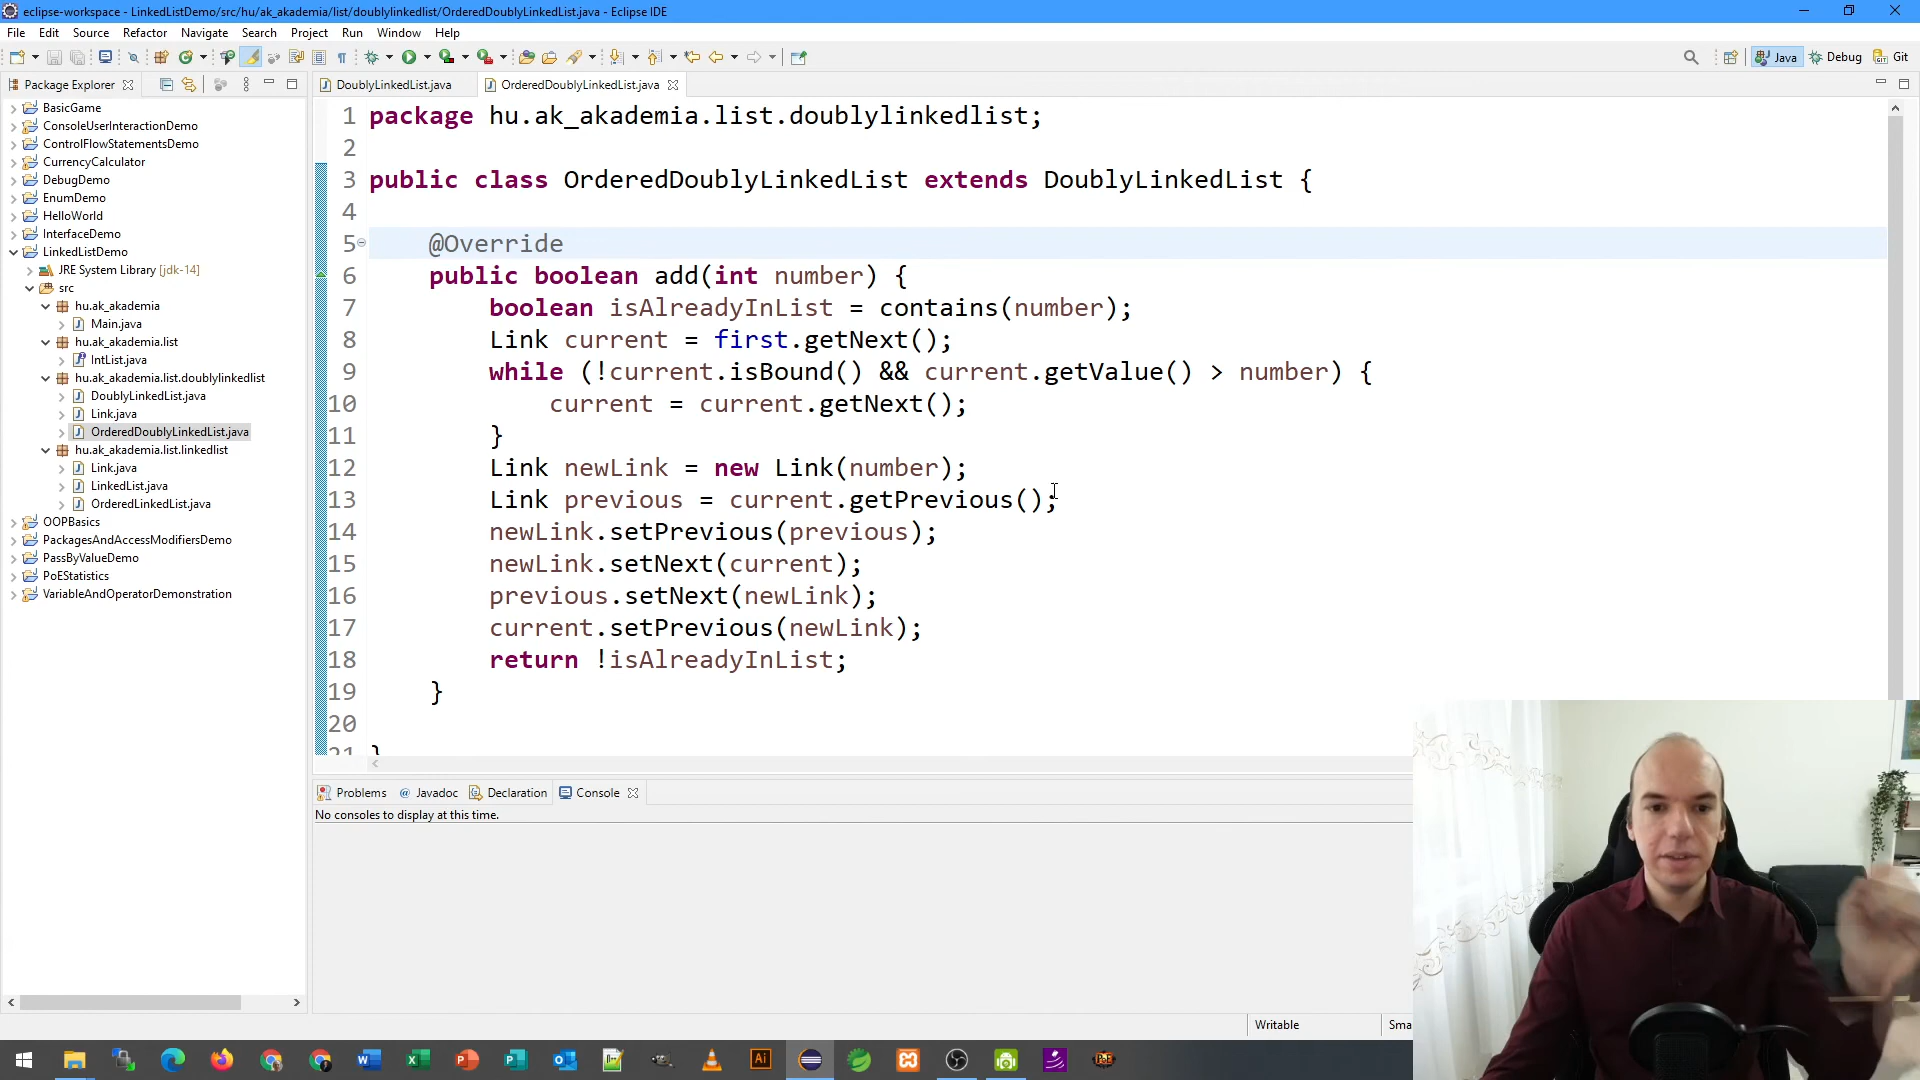 eclipse-workspace - LinkedListDemo/src/hu/ak_akademia/list/doublylinkedlist/OrderedDoublyLinkedList.java - Eclipse IDE
File Edit Source Refactor Navigate Search Project Run Window Help
Java Debug Git
Package Explorer
DoublyLinkedList.java
OrderedDoublyLinkedList.java
BasicGame
ConsoleUserInteractionDemo
ControlFlowStatementsDemo
CurrencyCalculator
DebugDemo
EnumDemo
HelloWorld
InterfaceDemo
LinkedListDemo
JRE System Library [jdk-14]
src
hu.ak_akademia
Main.java
hu.ak_akademia.list
IntList.java
hu.ak_akademia.list.doublylinkedlist
DoublyLinkedList.java
Link.java
OrderedDoublyLinkedList.java
hu.ak_akademia.list.linkedlist
Link.java
LinkedList.java
OrderedLinkedList.java
OOPBasics
PackagesAndAccessModifiersDemo
PassByValueDemo
PoEStatistics
VariableAndOperatorDemonstration
1 package hu.ak_akademia.list.doublylinkedlist;
2
3 public class OrderedDoublyLinkedList extends DoublyLinkedList {
4
5 @Override
6 public boolean add(int number) {
7 boolean isAlreadyInList = contains(number);
8 Link current = first.getNext();
9 while (!current.isBound() && current.getValue() > number) {
10 current = current.getNext();
11 }
12 Link newLink = new Link(number);
13 Link previous = current.getPrevious();
14 newLink.setPrevious(previous);
15 newLink.setNext(current);
16 previous.setNext(newLink);
17 current.setPrevious(newLink);
18 return !isAlreadyInList;
19 }
20
21 }
Problems @ Javadoc Declaration Console
No consoles to display at this time.
Writable
Sma